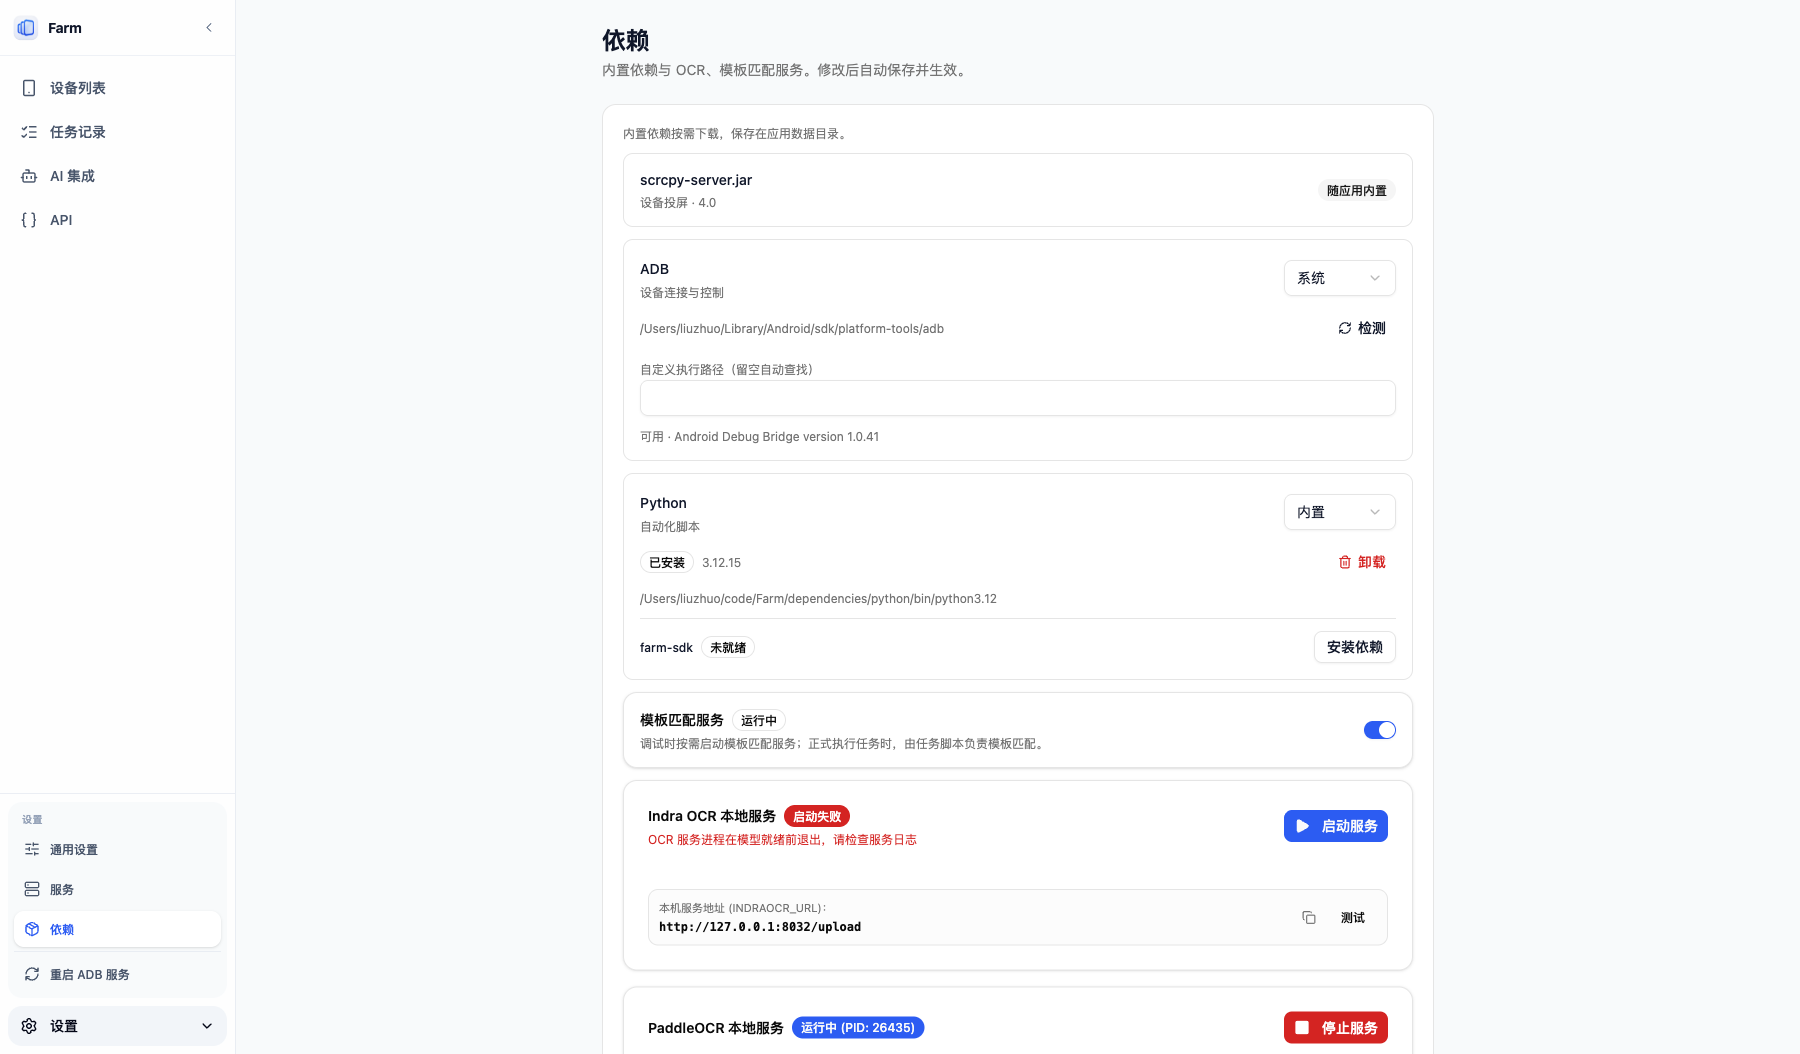 Farm
设备列表
任务记录
AI 集成
API
设置
通用设置
服务
依赖
重启 ADB 服务
设置
依赖
内置依赖与 OCR、模板匹配服务。修改后自动保存并生效。
内置依赖按需下载，保存在应用数据目录。
scrcpy-server.jar
设备投屏 · 4.0
随应用内置
ADB
设备连接与控制
系统
/Users/liuzhuo/Library/Android/sdk/platform-tools/adb
检测
自定义执行路径（留空自动查找）
可用 · Android Debug Bridge version 1.0.41
Python
自动化脚本
内置
已安装 3.12.15
卸载
/Users/liuzhuo/code/Farm/dependencies/python/bin/python3.12
farm-sdk 未就绪
安装依赖
模板匹配服务 运行中
调试时按需启动模板匹配服务；正式执行任务时，由任务脚本负责模板匹配。
Indra OCR 本地服务 启动失败
OCR 服务进程在模型就绪前退出，请检查服务日志
启动服务
本机服务地址 (INDRAOCR_URL)：
http://127.0.0.1:8032/upload
测试
PaddleOCR 本地服务 运行中 (PID: 26435)
停止服务